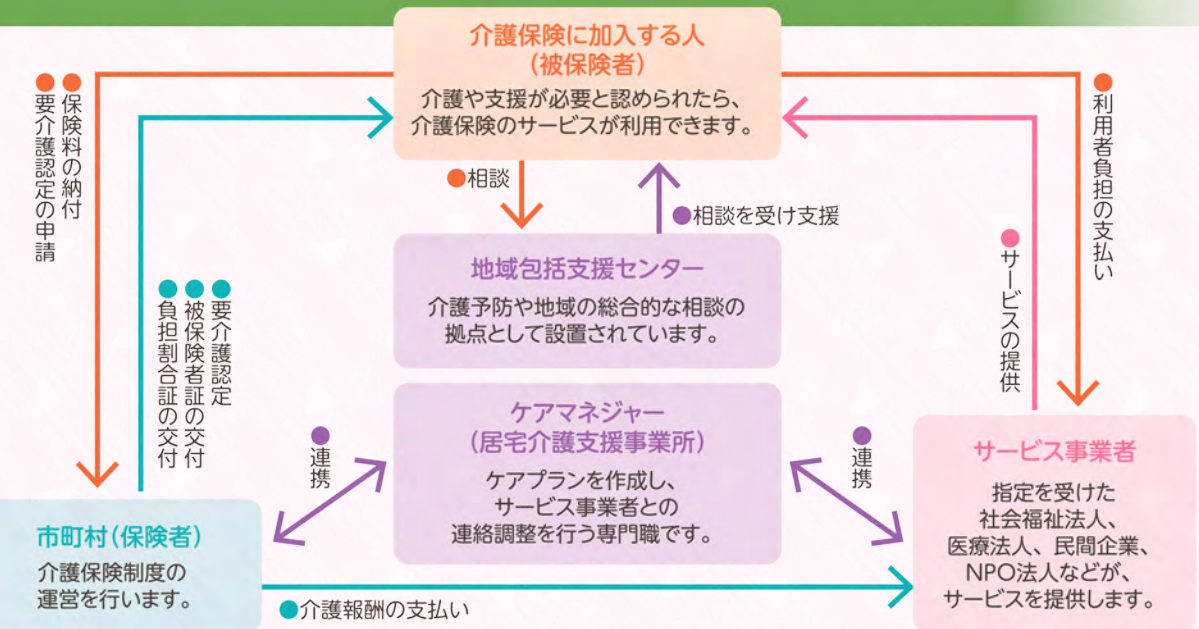 介護保険に加入する人
(被保険者)
介護や支援が必要と認められたら、
介護保険のサービスが利用できます。
●保険料の納付
●要介護認定の申請
●要介護認定
●被保険者証の交付
●負担割合証の交付
●相談
●相談を受け支援
●利用者負担の支払い
●サービスの提供
地域包括支援センター
介護予防や地域の総合的な相談の
拠点として設置されています。
ケアマネジャー
(居宅介護支援事業所)
ケアプランを作成し、
サービス事業者との
連絡調整を行う専門職です。
●連携
●連携
市町村(保険者)
介護保険制度の
運営を行います。
●介護報酬の支払い
サービス事業者
指定を受けた
社会福祉法人、
医療法人、民間企業、
NPO法人などが、
サービスを提供します。